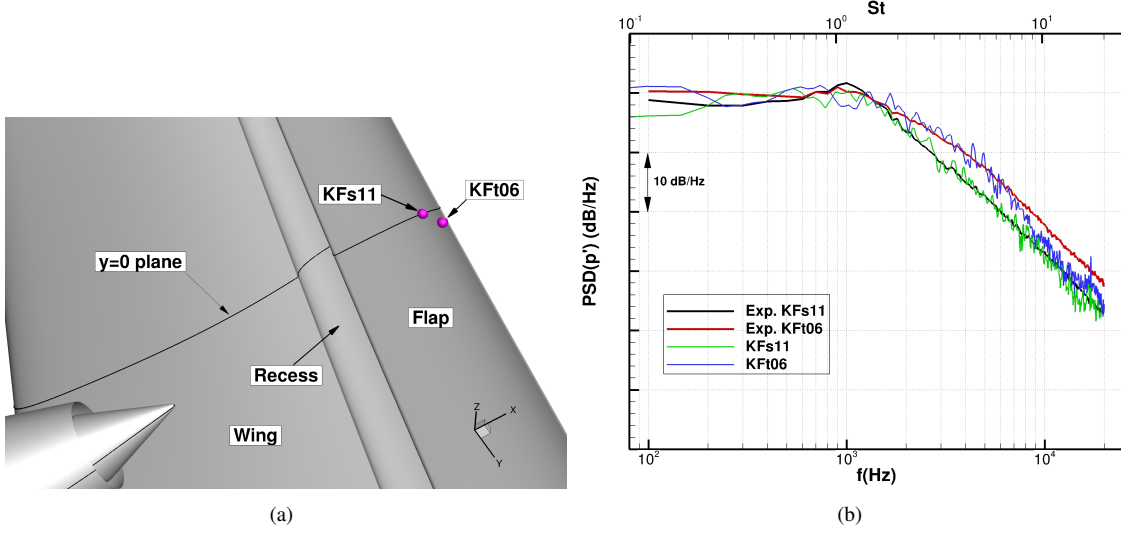 KFs11
KFt06
y=0 plane
Flap
Recess
Wing
Z
X
Y
(a)
St
10-1
100
101
PSD(p') (dB/Hz)
10 dB/Hz
Exp. KFs11
Exp. KFt06
KFs11
KFt06
102
103
104
f(Hz)
(b)